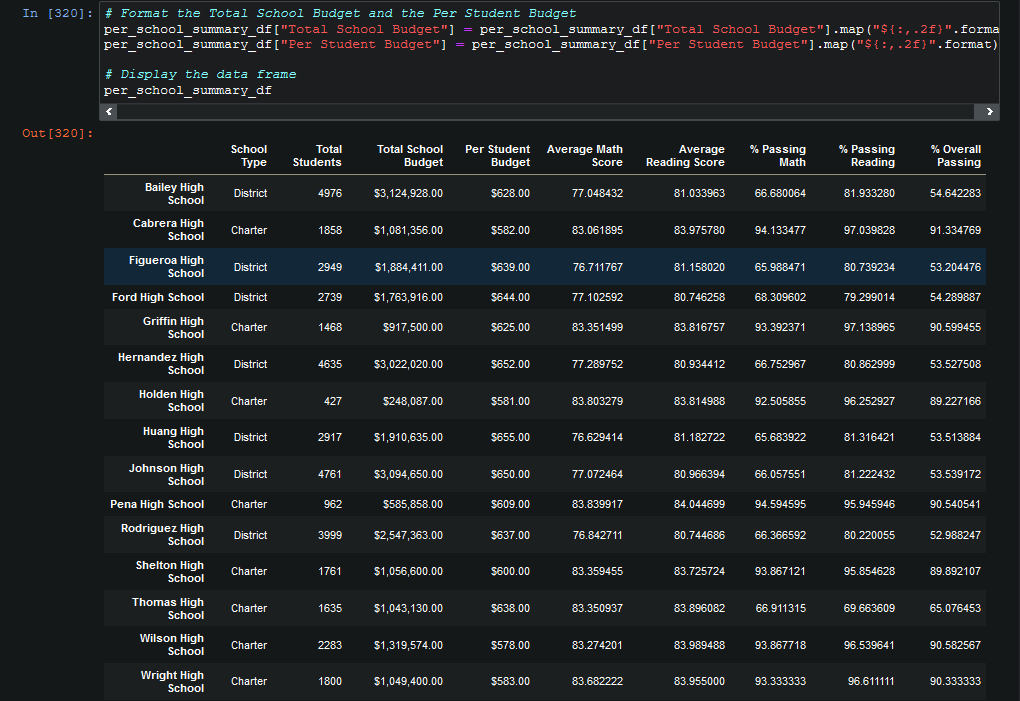 In [320]: # Format the Total School Budget and the Per Student Budget
per_school_summary_df["Total School Budget"] = per_school_summary_df["Total School Budget"].map("${:,.2f}".forma
per_school_summary_df["Per Student Budget"] = per_school_summary_df["Per Student Budget"].map("${:,.2f}".format)
# Display the data frame
per_school_summary_df
Out[320]:
School Type Total Students Total School Budget Per Student Budget Average Math Score Average Reading Score % Passing Math % Passing Reading % Overall Passing
Bailey High School District 4976 $3,124,928.00 $628.00 77.048432 81.033963 66.680064 81.933280 54.642283
Cabrera High School Charter 1858 $1,081,356.00 $582.00 83.061895 83.975780 94.133477 97.039828 91.334769
Figueroa High School District 2949 $1,884,411.00 $639.00 76.711767 81.158020 65.988471 80.739234 53.204476
Ford High School District 2739 $1,763,916.00 $644.00 77.102592 80.746258 68.309602 79.299014 54.289887
Griffin High School Charter 1468 $917,500.00 $625.00 83.351499 83.816757 93.392371 97.138965 90.599455
Hernandez High School District 4635 $3,022,020.00 $652.00 77.289752 80.934412 66.752967 80.862999 53.527508
Holden High School Charter 427 $248,087.00 $581.00 83.803279 83.814988 92.505855 96.252927 89.227166
Huang High School District 2917 $1,910,635.00 $655.00 76.629414 81.182722 65.683922 81.316421 53.513884
Johnson High School District 4761 $3,094,650.00 $650.00 77.072464 80.966394 66.057551 81.222432 53.539172
Pena High School Charter 962 $585,858.00 $609.00 83.839917 84.044699 94.594595 95.945946 90.540541
Rodriguez High School District 3999 $2,547,363.00 $637.00 76.842711 80.744686 66.366592 80.220055 52.988247
Shelton High School Charter 1761 $1,056,600.00 $600.00 83.359455 83.725724 93.867121 95.854628 89.892107
Thomas High School Charter 1635 $1,043,130.00 $638.00 83.350937 83.896082 66.911315 69.663609 65.076453
Wilson High School Charter 2283 $1,319,574.00 $578.00 83.274201 83.989488 93.867718 96.539641 90.582567
Wright High School Charter 1800 $1,049,400.00 $583.00 83.682222 83.955000 93.333333 96.611111 90.333333